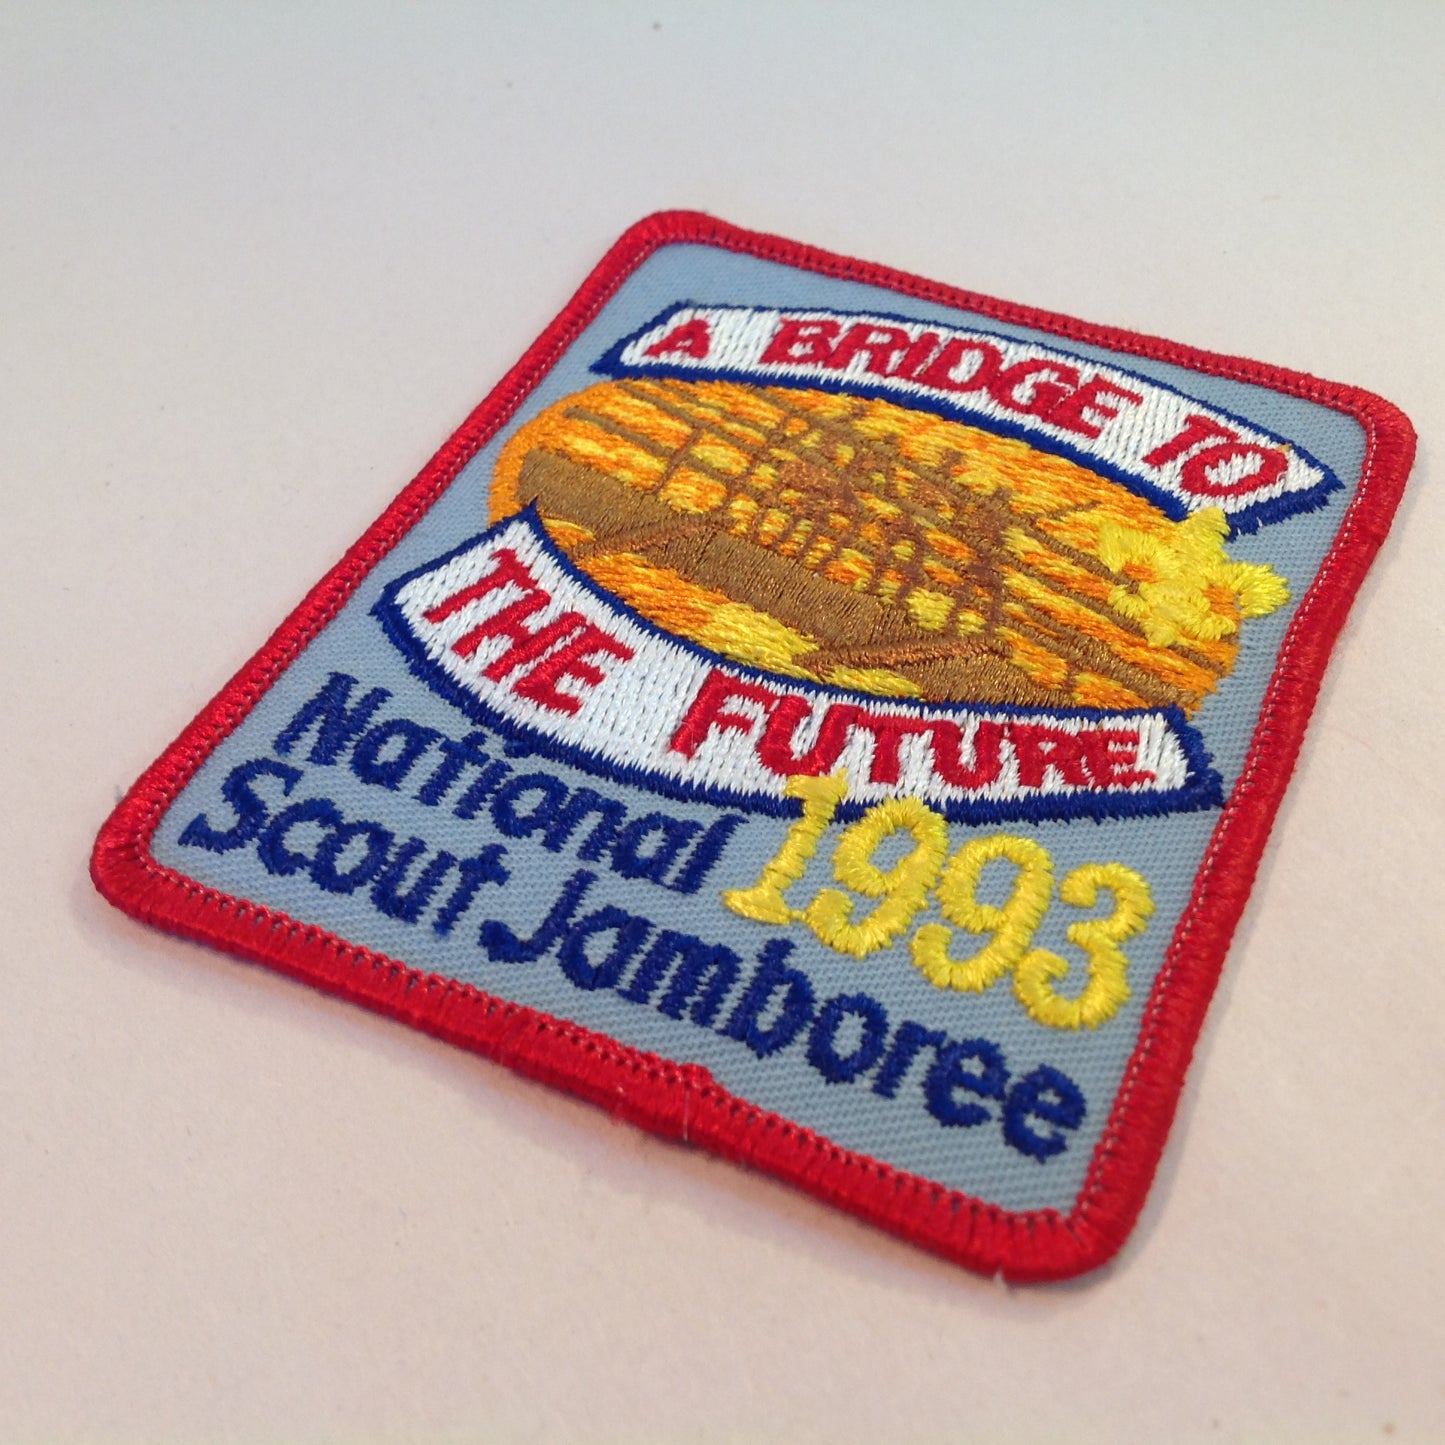 A BRIDGE TO
THE FUTURE
National 1993
Scout Jamboree